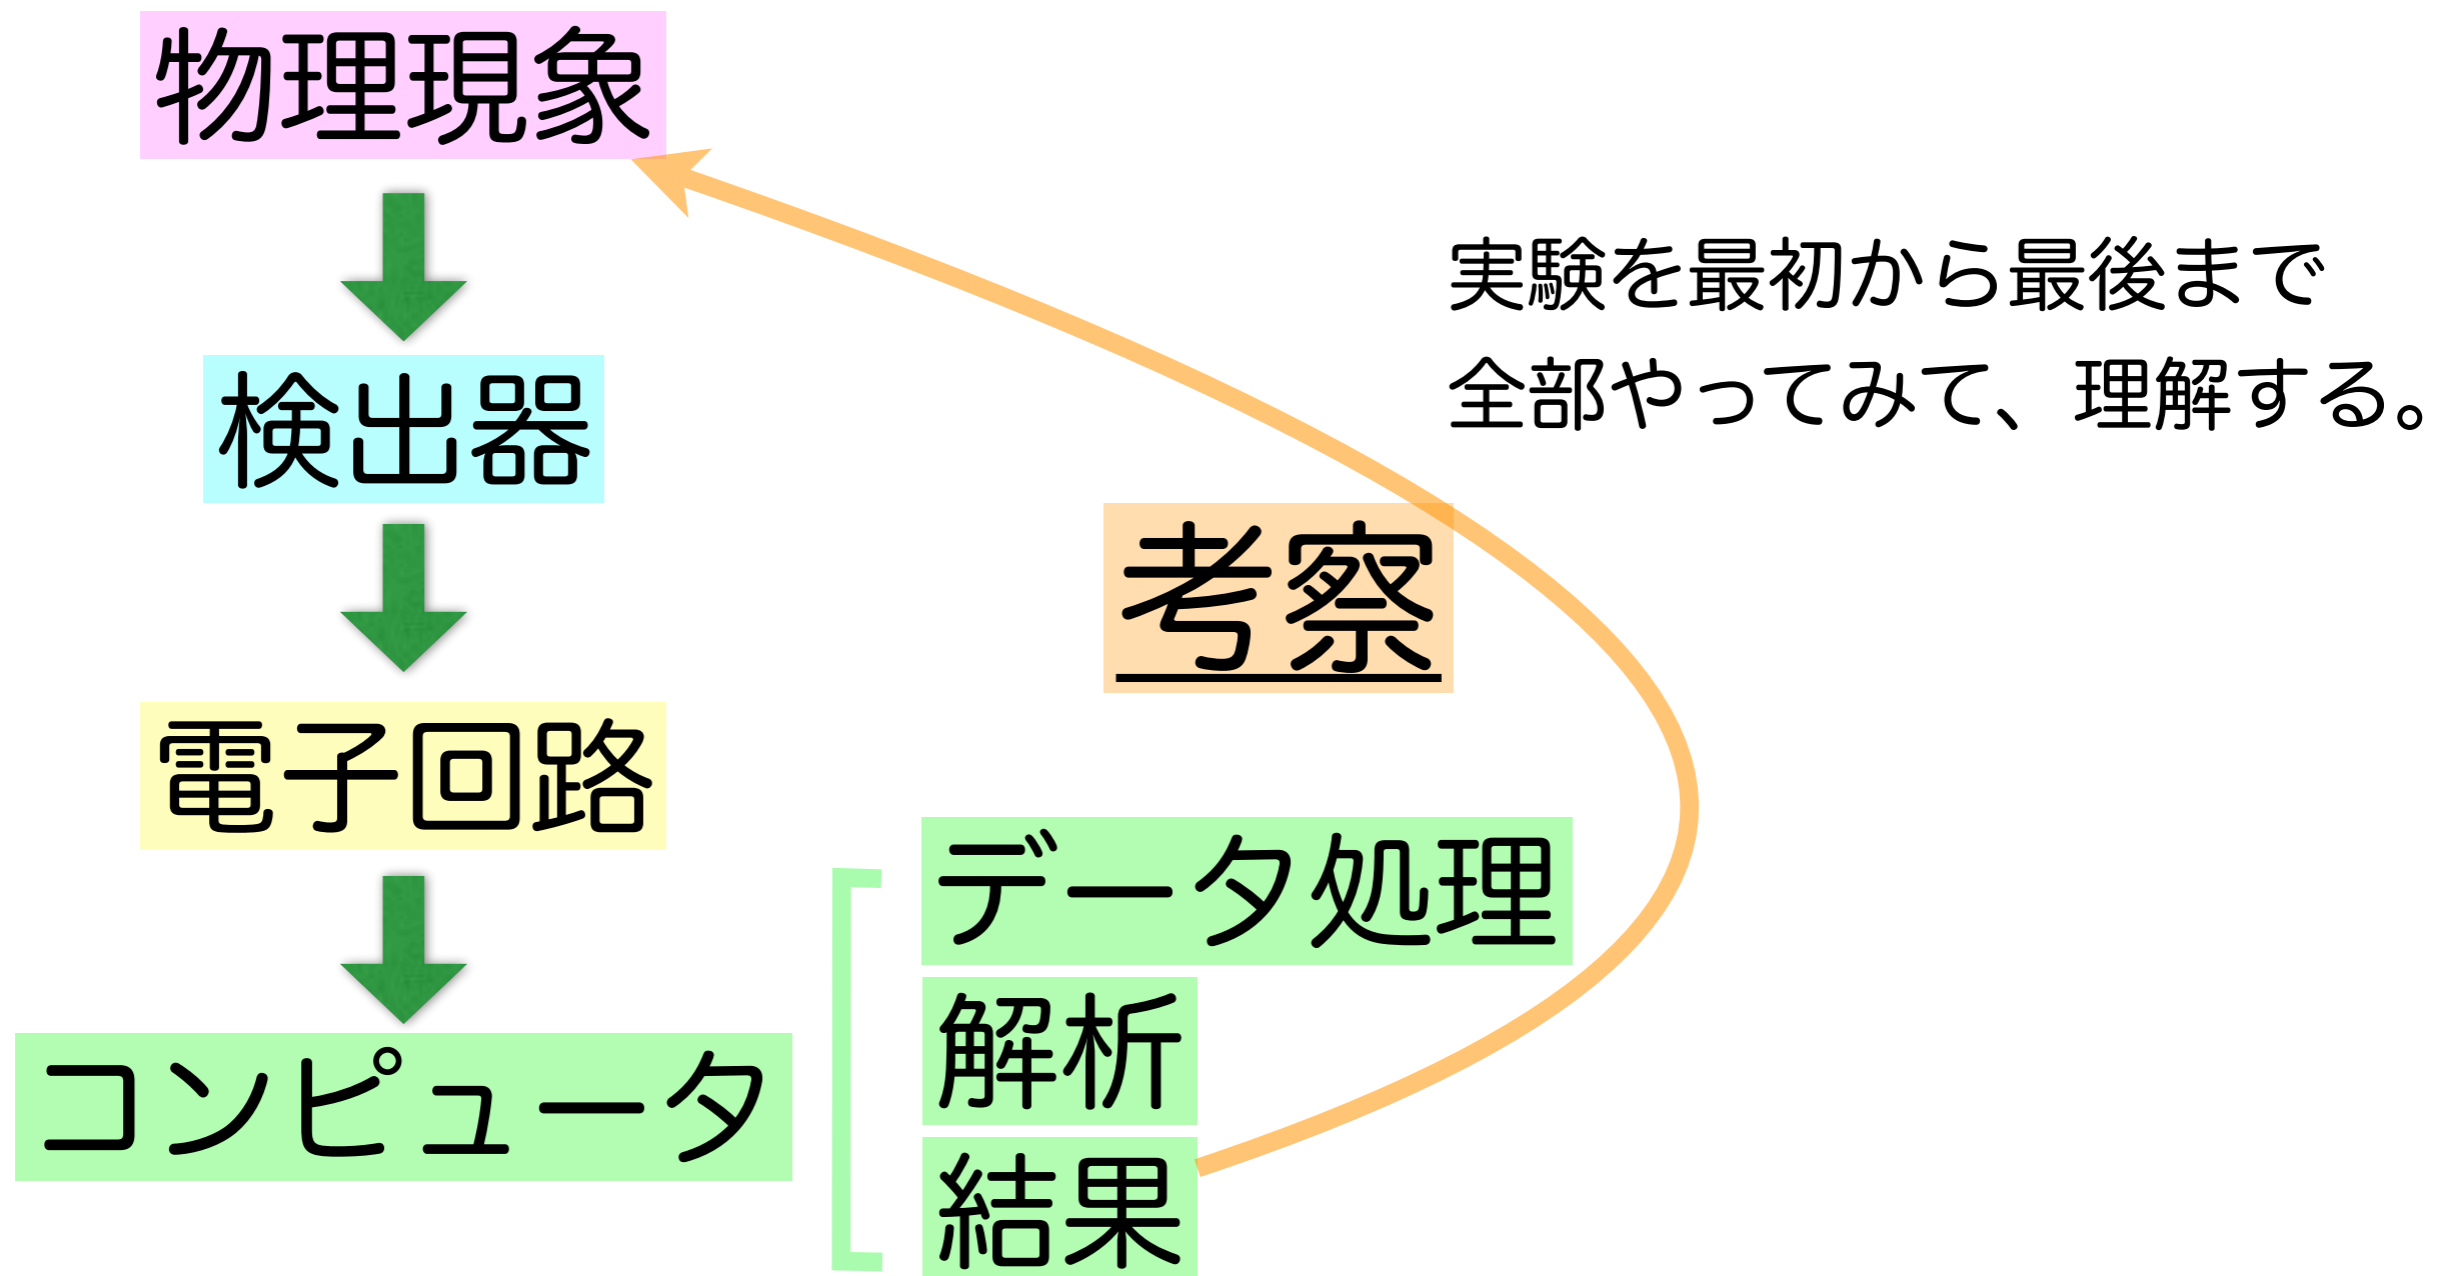 物理現象
実験を最初から最後まで
全部やってみて、理解する。
検出器
考察
電子回路
データ処理
解析
コンピュータ
結果